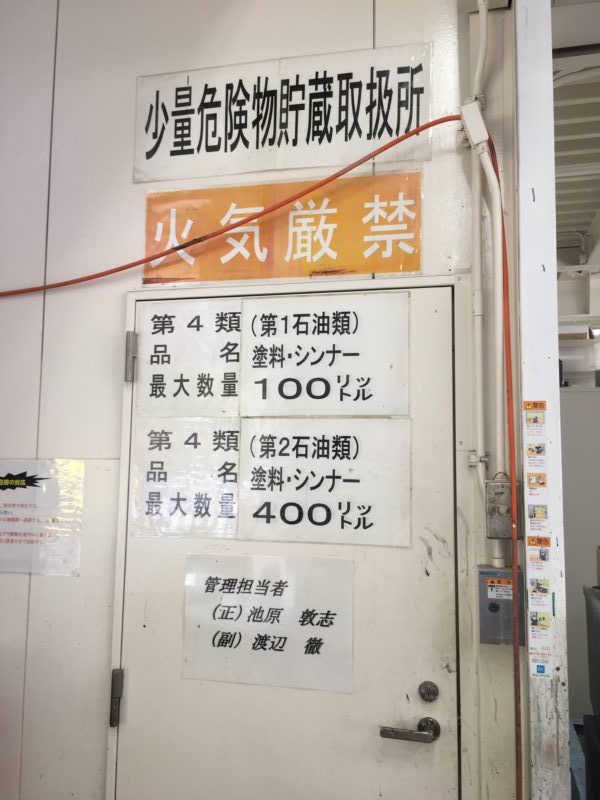 少量危険物貯蔵取扱所
火気厳禁
第4類(第1石油類)
品名 塗料・シンナー
最大数量 100リットル
第4類(第2石油類)
品名 塗料・シンナー
最大数量 400リットル
管理担当者
(正)池原 敦志
(副)渡辺 徹
警告